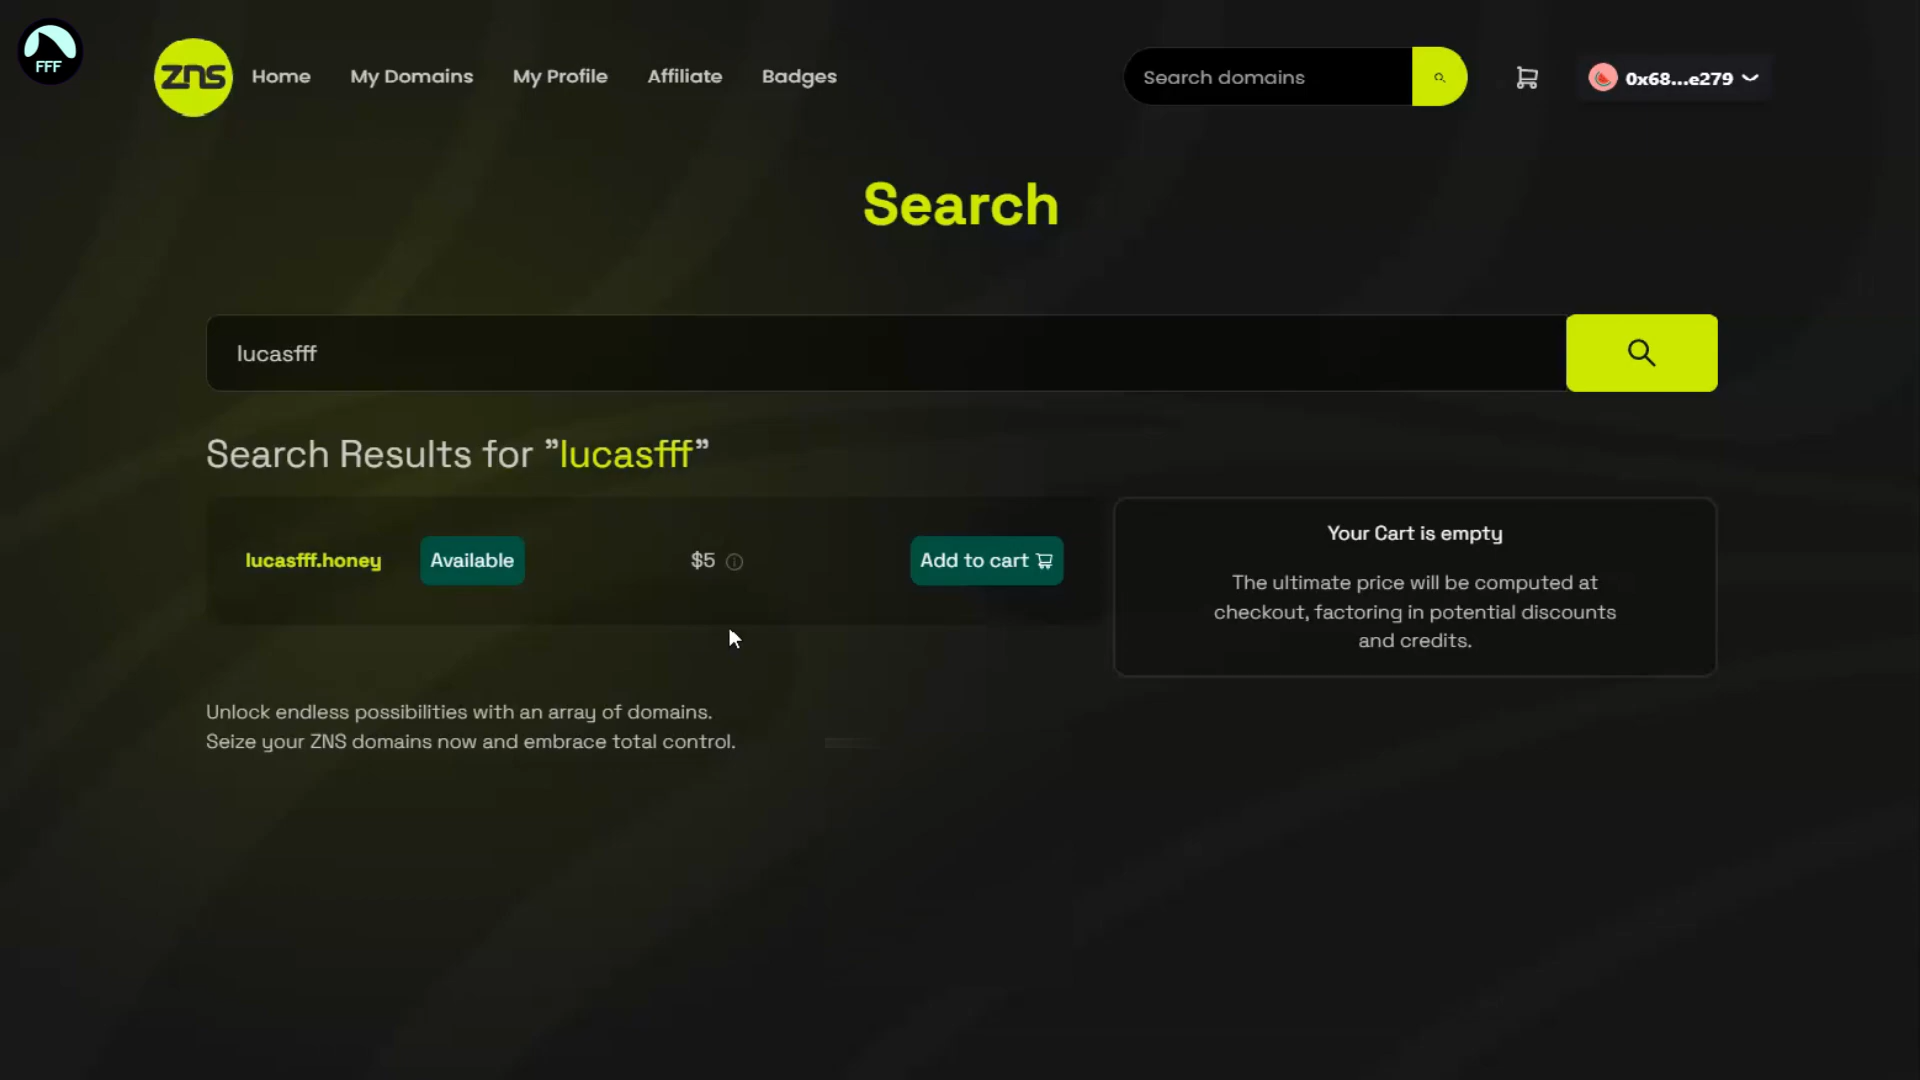 FFF
ZNS
Home
My Domains
My Profile
Affiliate
Badges
Search domains
0x68...e279
Search
lucasfff
Search Results for ”lucasfff”
lucasfff.honey
Available
$5
Add to cart
Your Cart is empty
The ultimate price will be computed at
checkout, factoring in potential discounts
and credits.
Unlock endless possibilities with an array of domains.
Seize your ZNS domains now and embrace total control.